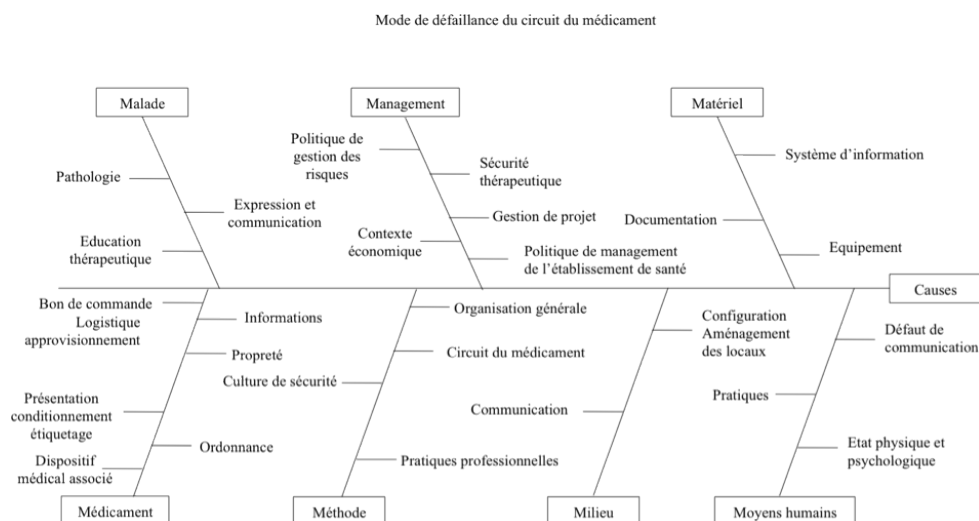 Mode de défaillance du circuit du médicament
Malade
Management
Matériel
Pathologie
Expression et
communication
Education
thérapeutique
Politique de
gestion des
risques
Sécurité
thérapeutique
Gestion de projet
Contexte
économique
Politique de management
de l’établissement de santé
Système d’information
Documentation
Equipement
Causes
Bon de commande
Logistique
approvisionnement
Informations
Propreté
Présentation
conditionnement
étiquetage
Ordonnance
Dispositif
médical associé
Organisation générale
Circuit du médicament
Culture de sécurité
Pratiques professionnelles
Configuration
Aménagement
des locaux
Communication
Défaut de
communication
Pratiques
Etat physique et
psychologique
Médicament
Méthode
Milieu
Moyens humains